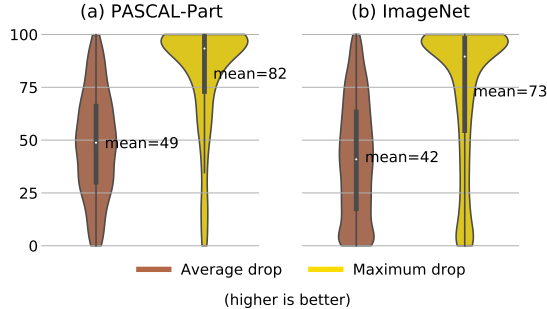 (a) PASCAL-Part
(b) ImageNet
100
75
50
25
0
mean=49
mean=82
mean=42
mean=73
Average drop
Maximum drop
(higher is better)